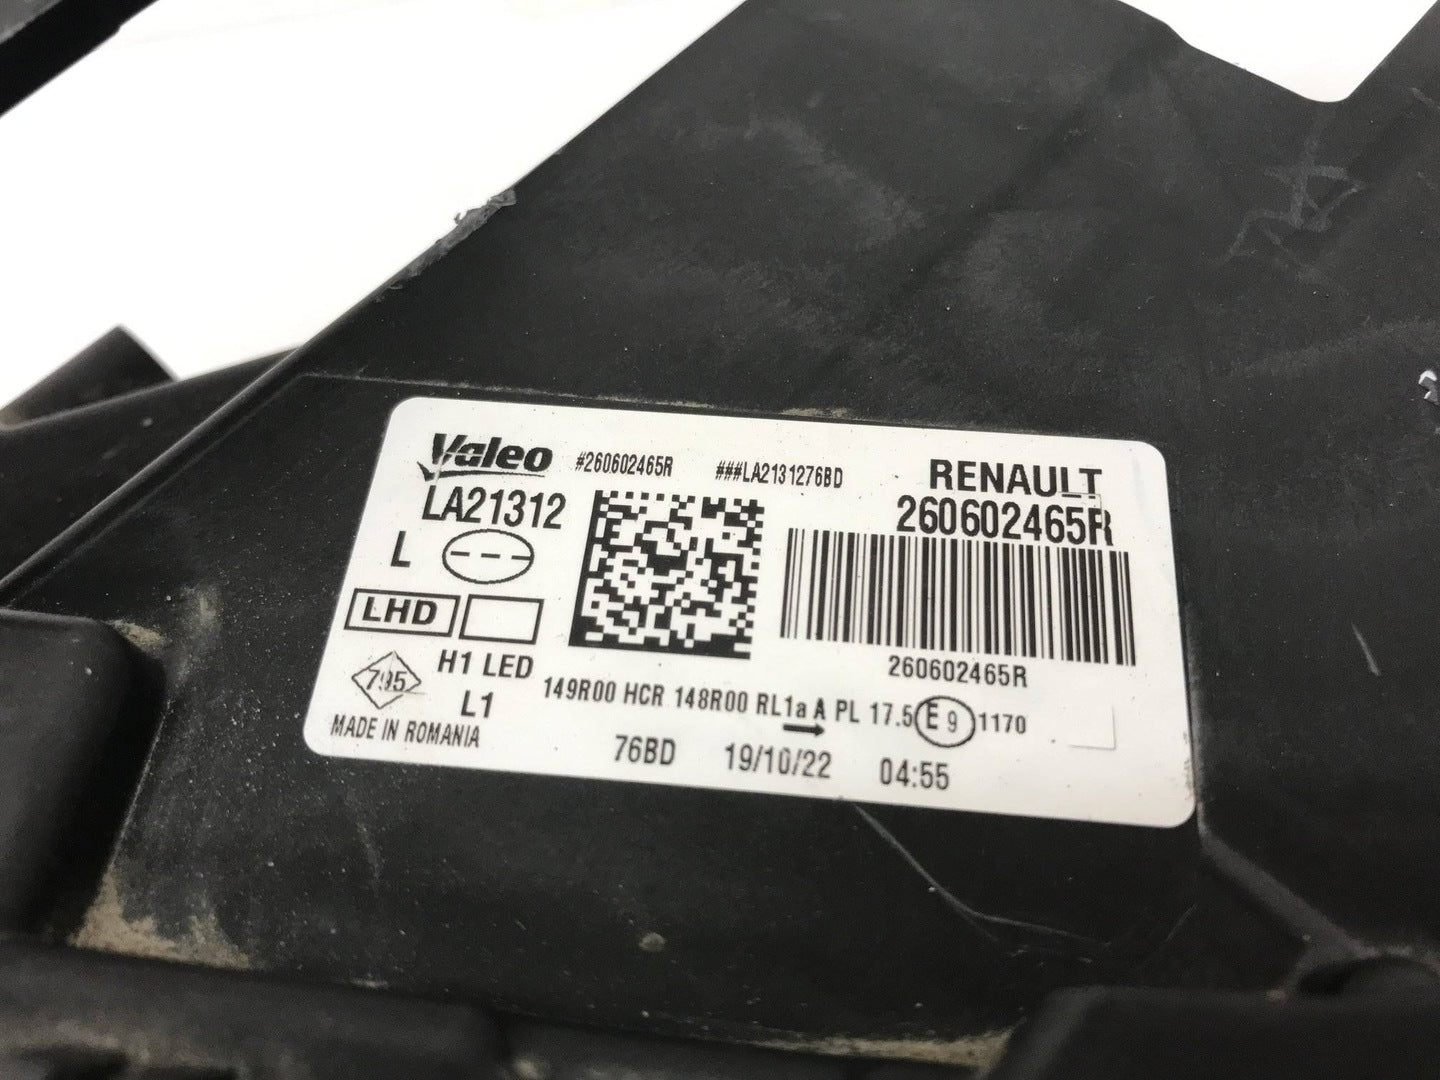 Valeo #260602465R ###LA2131276BD RENAULT
LA21312 260602465R
L
LHD
260602465R
H1 LED
795
L1
149R00 HCR 148R00 RL1a A PL 17.5 E 9 1170
MADE IN ROMANIA
76BD 19/10/22 04:55